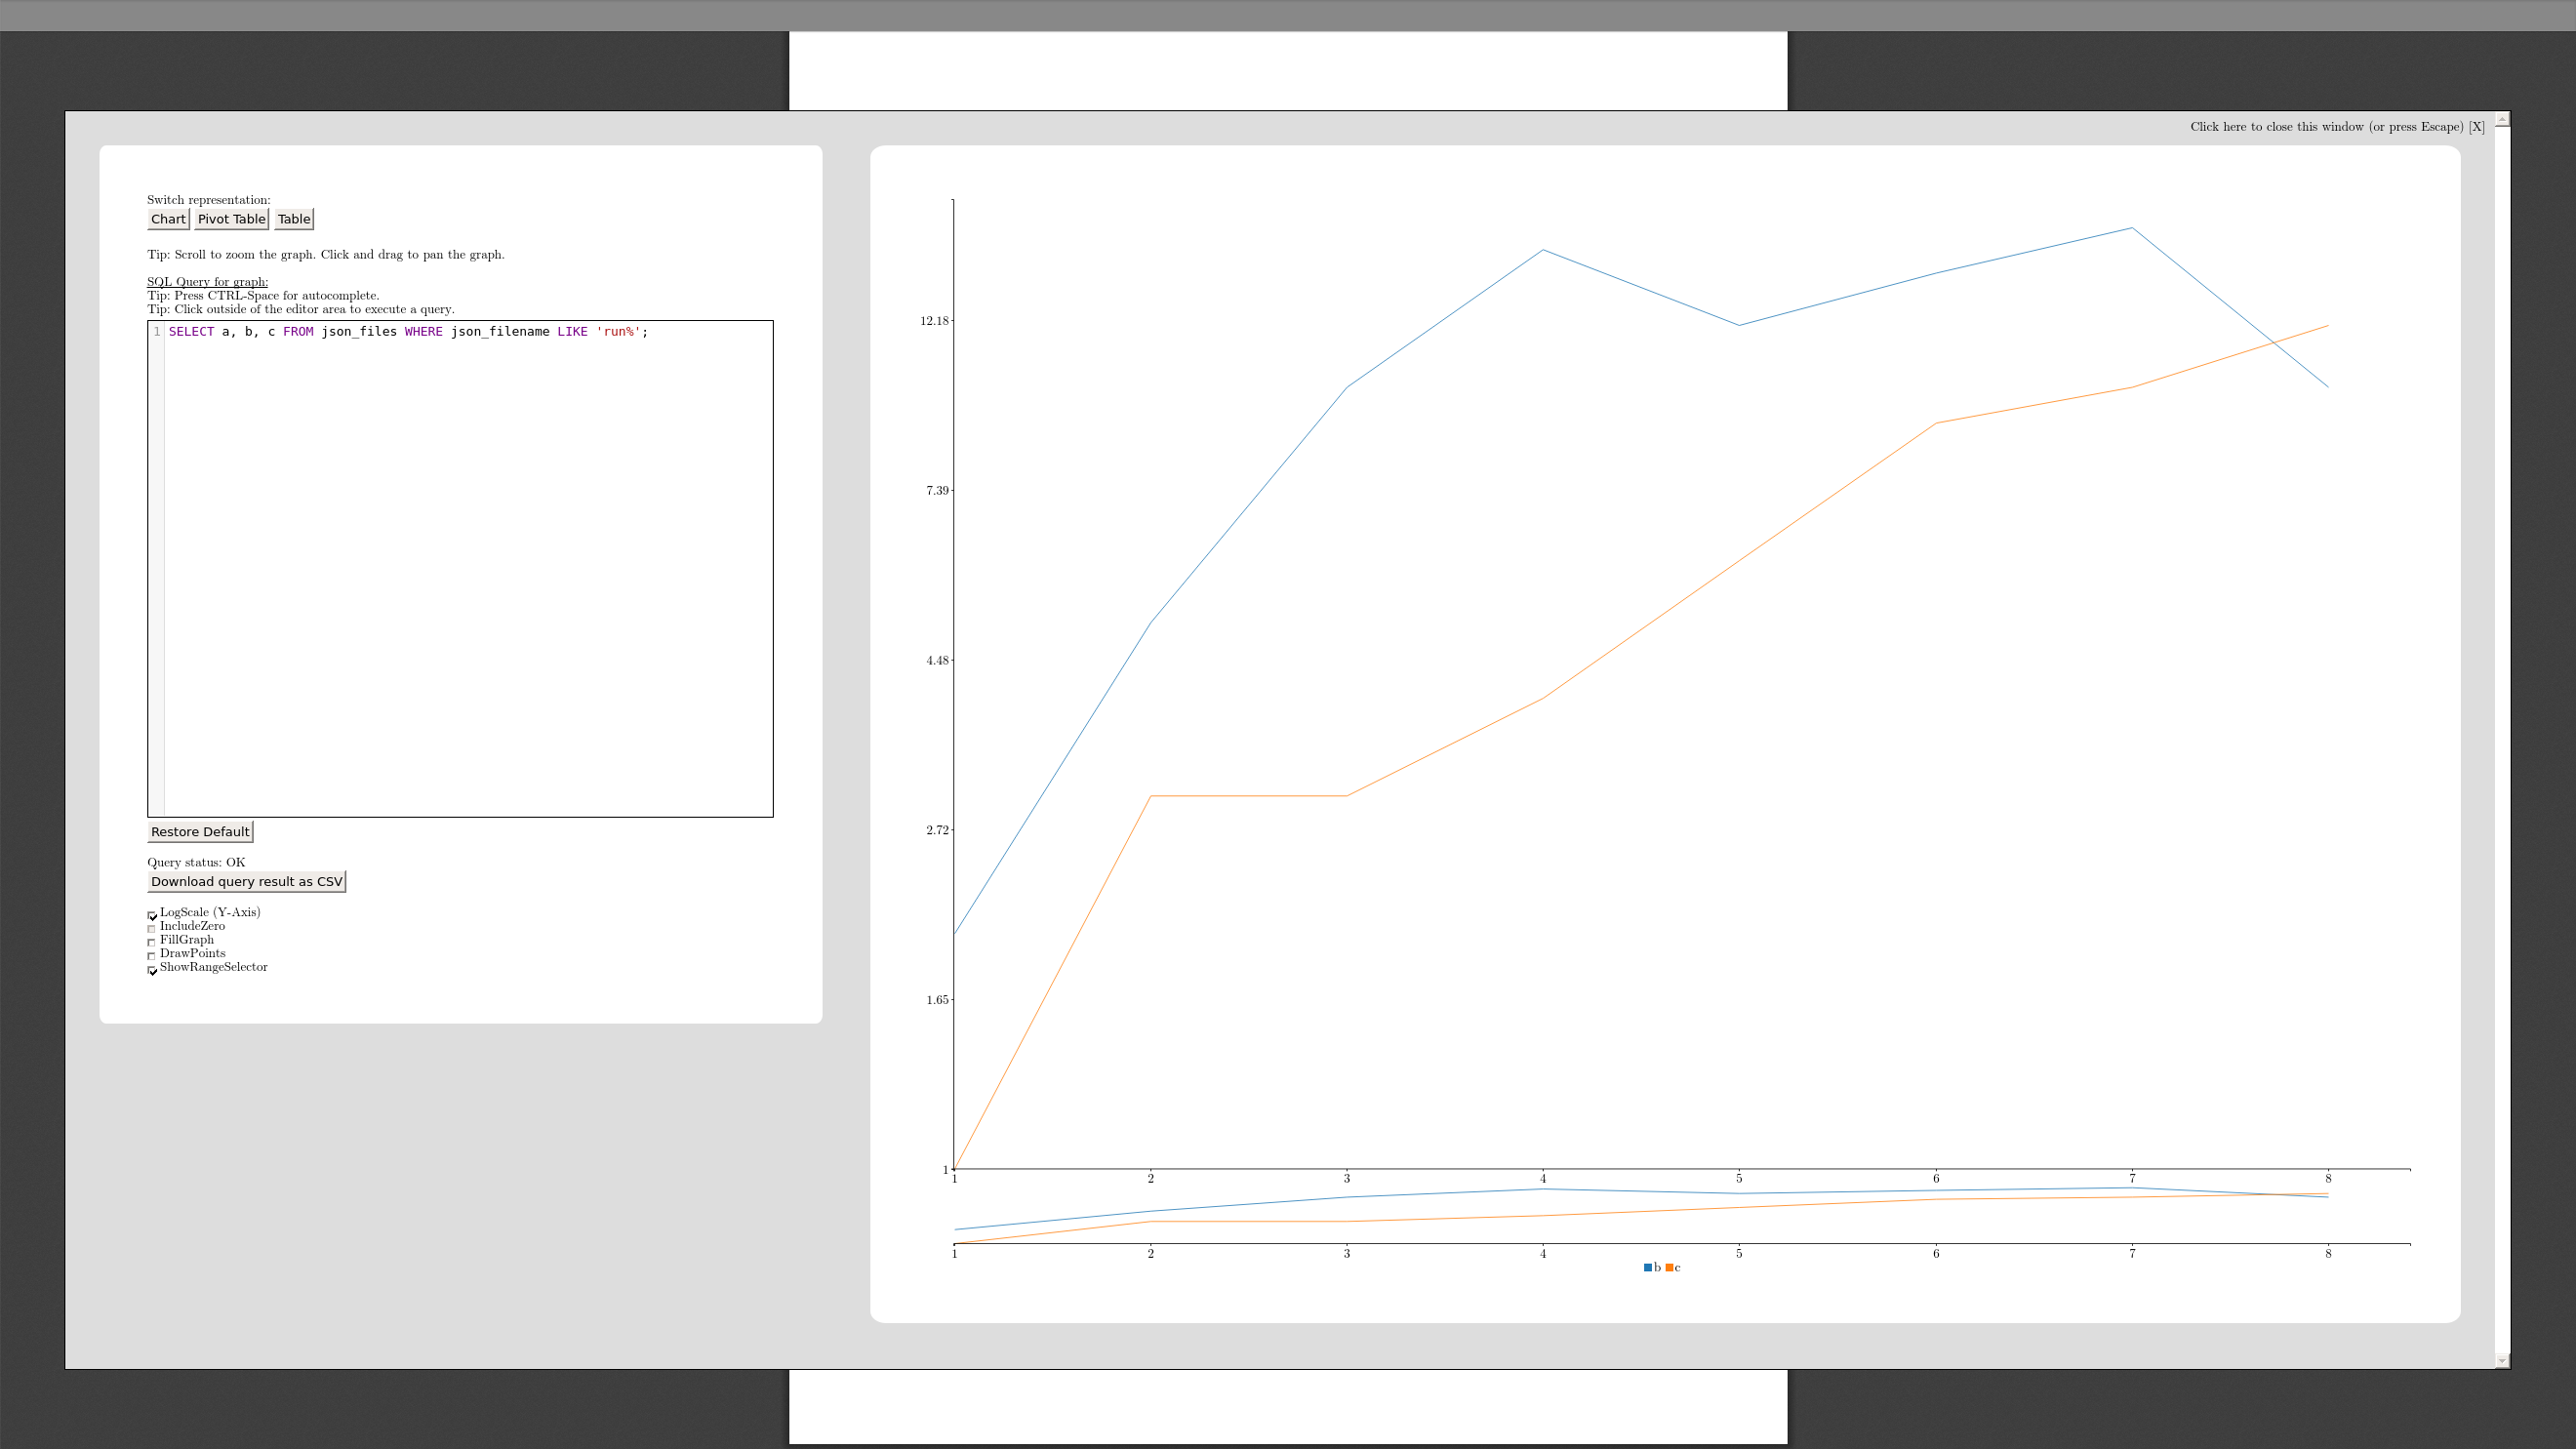 Click here to close this window (or press Escape) [X]
Switch representation:
Chart Pivot Table Table
Tip: Scroll to zoom the graph. Click and drag to pan the graph.
SQL Query for graph:
Tip: Press CTRL-Space for autocomplete.
Tip: Click outside of the editor area to execute a query.
1 SELECT a, b, c FROM json_files WHERE json_filename LIKE 'run%';
Restore Default
Query status: OK
Download query result as CSV
LogScale (Y-Axis)
IncludeZero
FillGraph
DrawPoints
ShowRangeSelector
12.18
7.39
4.48
2.72
1.65
1
1 2 3 4 5 6 7 8
1 2 3 4 5 6 7 8
b c